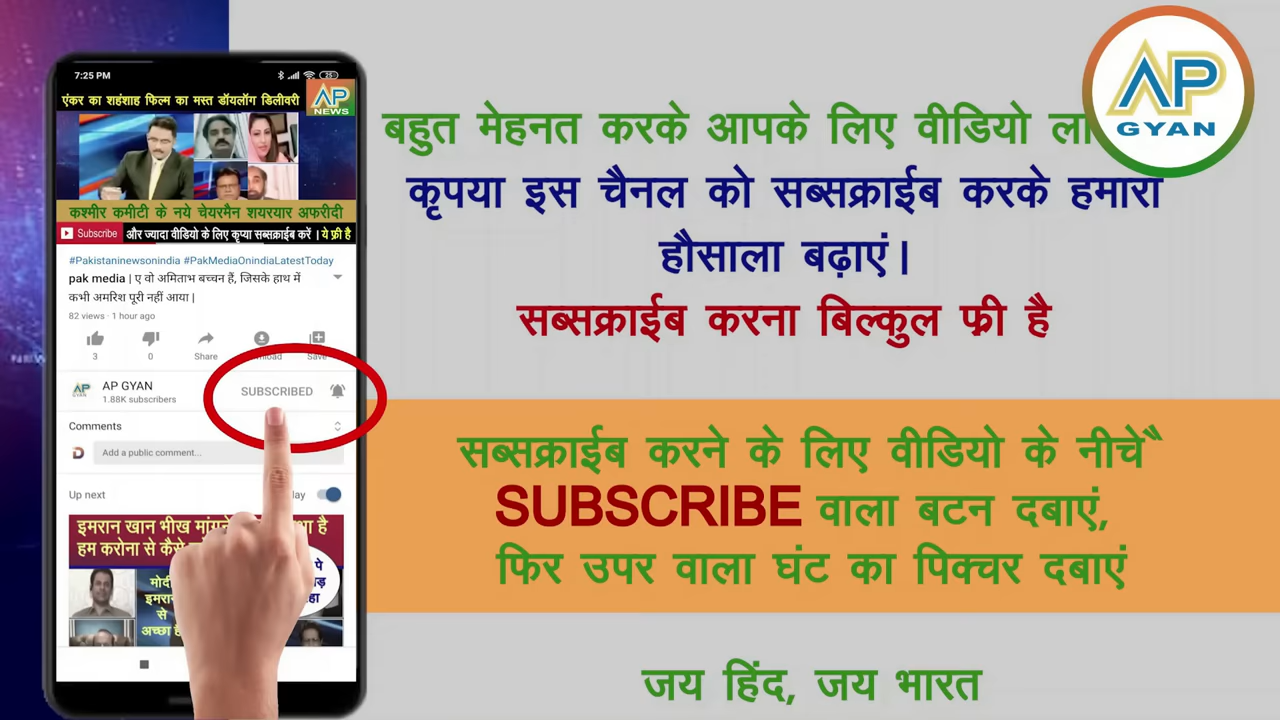 7:25 PM
25
एंकर का शहंशाह फिल्म का मस्त डॉयलॉग डिलीवरी
AP
NEWS
कश्मीर कमीटी के नये चेयरमैन शयरयार अफरीदी
Subscribe
और ज्यादा वीडियो के लिए कृप्या सब्सक्राईब करें । ये फ्री है
#Pakistaninewsonindia #PakMediaOnindiaLatestToday
pak media | ए वो अमिताभ बच्चन हैं, जिसके हाथ में
कभी अमरिश पूरी नहीं आया |
82 views · 1 hour ago
3
0
Share
Save
AP GYAN
1.88K subscribers
SUBSCRIBED
Comments
D
Add a public comment...
Up next
इमरान खान भीख मांगने
है
हम करोना से कैसे
पे
मोदी
से
अच्छा है
हा
AP
GYAN
बहुत मेहनत करके आपके लिए वीडियो
कृपया इस चैनल को सब्सक्राईब करके हमारा
हौसाला बढ़ाएं।
सब्सक्राईब करना बिल्कुल फ्री है
सब्सक्राईब करने के लिए वीडियो के नीचे"
SUBSCRIBE वाला बटन दबाएं,
फिर उपर वाला घंट का पिक्चर दबाएं
जय हिंद, जय भारत